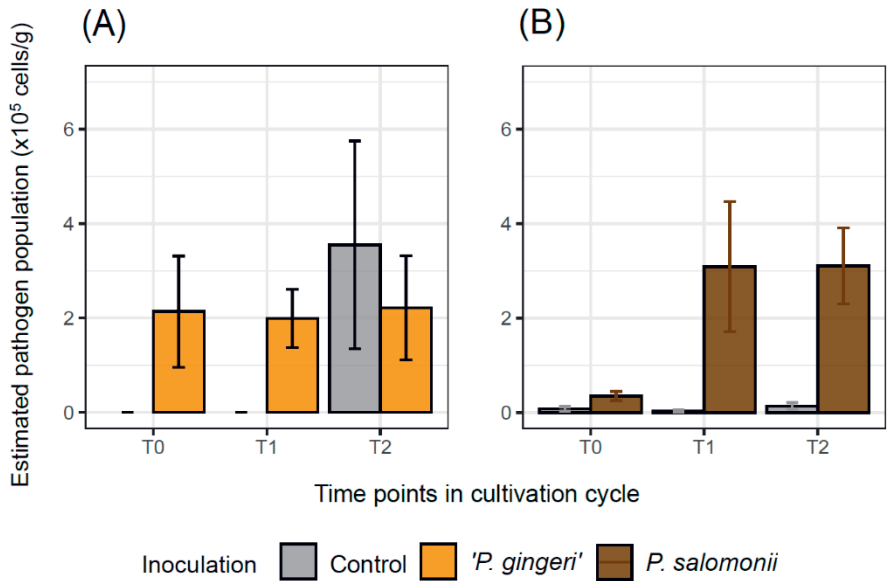 (A)
(B)
Estimated pathogen population (x10⁵ cells/g)
6
4
2
0
T0
T1
T2
6
4
2
0
T0
T1
T2
Time points in cultivation cycle
Inoculation Control 'P. gingeri' P. salomonii